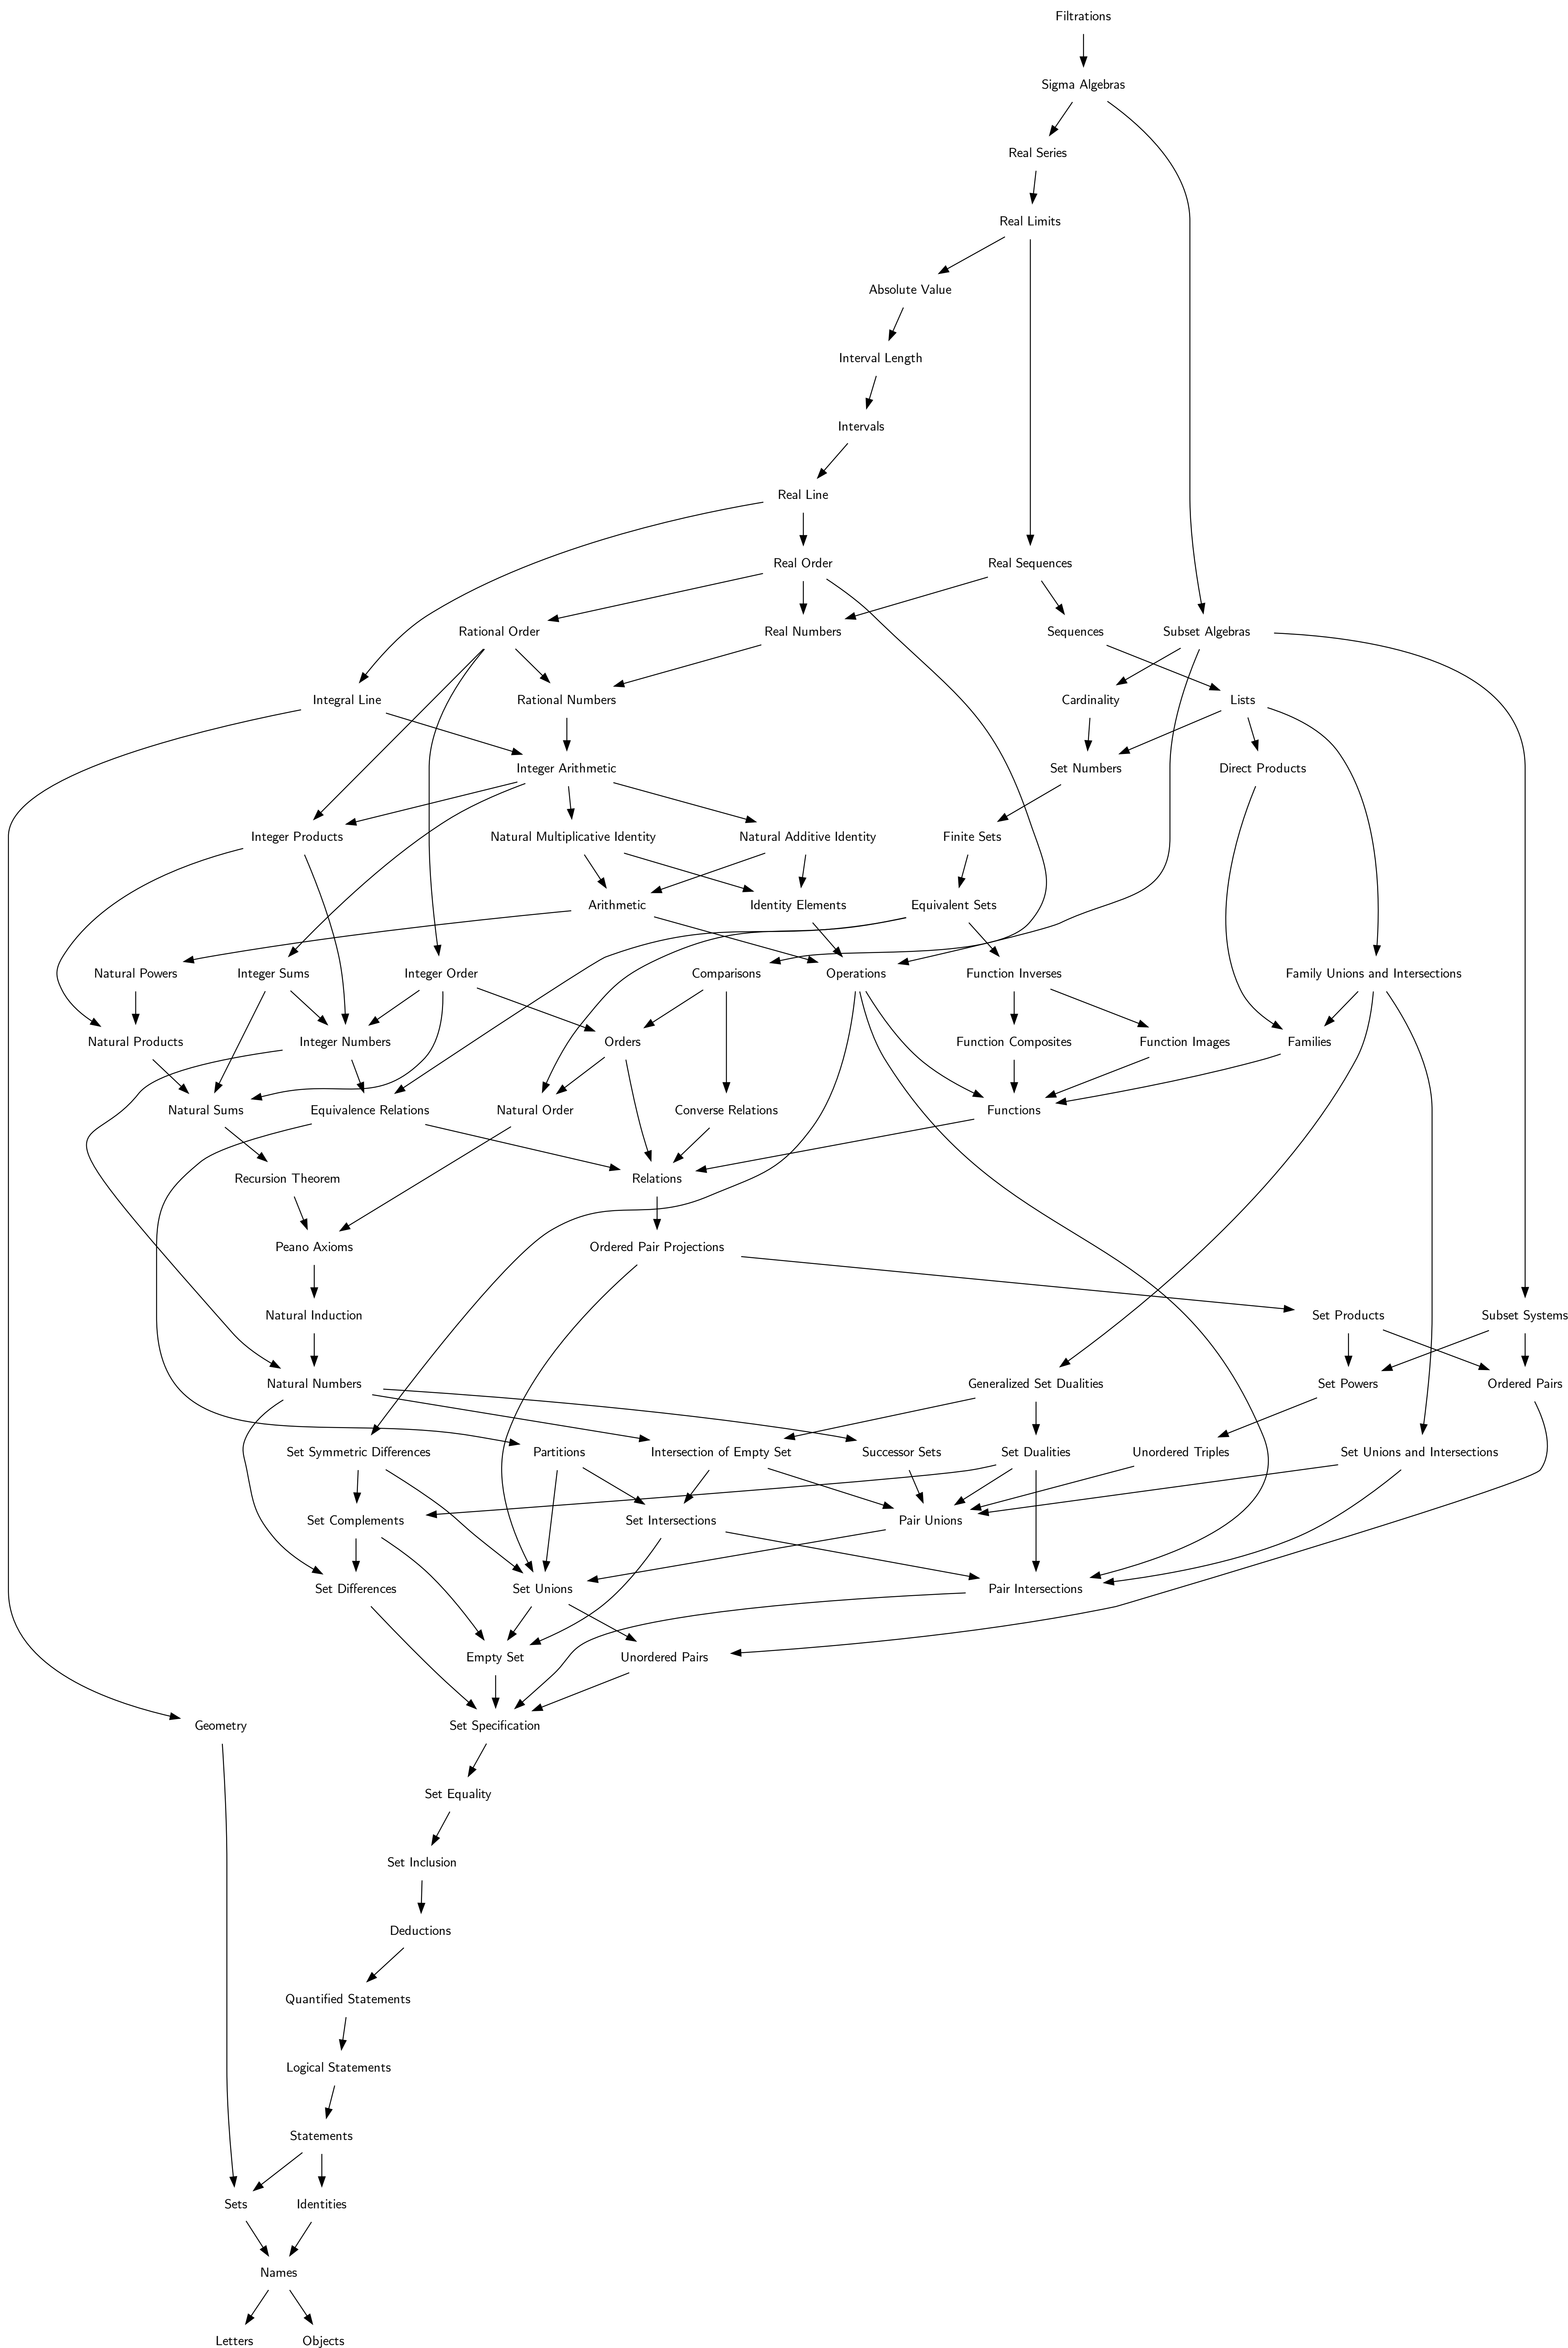 Filtrations
Sigma Algebras
Real Series
Real Limits
Absolute Value
Interval Length
Intervals
Real Line
Real Order
Real Sequences
Rational Order
Real Numbers
Sequences
Subset Algebras
Integral Line
Rational Numbers
Cardinality
Lists
Integer Arithmetic
Set Numbers
Direct Products
Integer Products
Natural Multiplicative Identity
Natural Additive Identity
Finite Sets
Arithmetic
Identity Elements
Equivalent Sets
Natural Powers
Integer Sums
Integer Order
Comparisons
Operations
Function Inverses
Family Unions and Intersections
Natural Products
Integer Numbers
Orders
Function Composites
Function Images
Families
Natural Sums
Equivalence Relations
Natural Order
Converse Relations
Functions
Recursion Theorem
Relations
Peano Axioms
Ordered Pair Projections
Natural Induction
Set Products
Subset Systems
Natural Numbers
Generalized Set Dualities
Set Powers
Ordered Pairs
Set Symmetric Differences
Partitions
Intersection of Empty Set
Successor Sets
Set Dualities
Unordered Triples
Set Unions and Intersections
Set Complements
Set Intersections
Pair Unions
Set Differences
Set Unions
Pair Intersections
Empty Set
Unordered Pairs
Geometry
Set Specification
Set Equality
Set Inclusion
Deductions
Quantified Statements
Logical Statements
Statements
Sets
Identities
Names
Letters
Objects